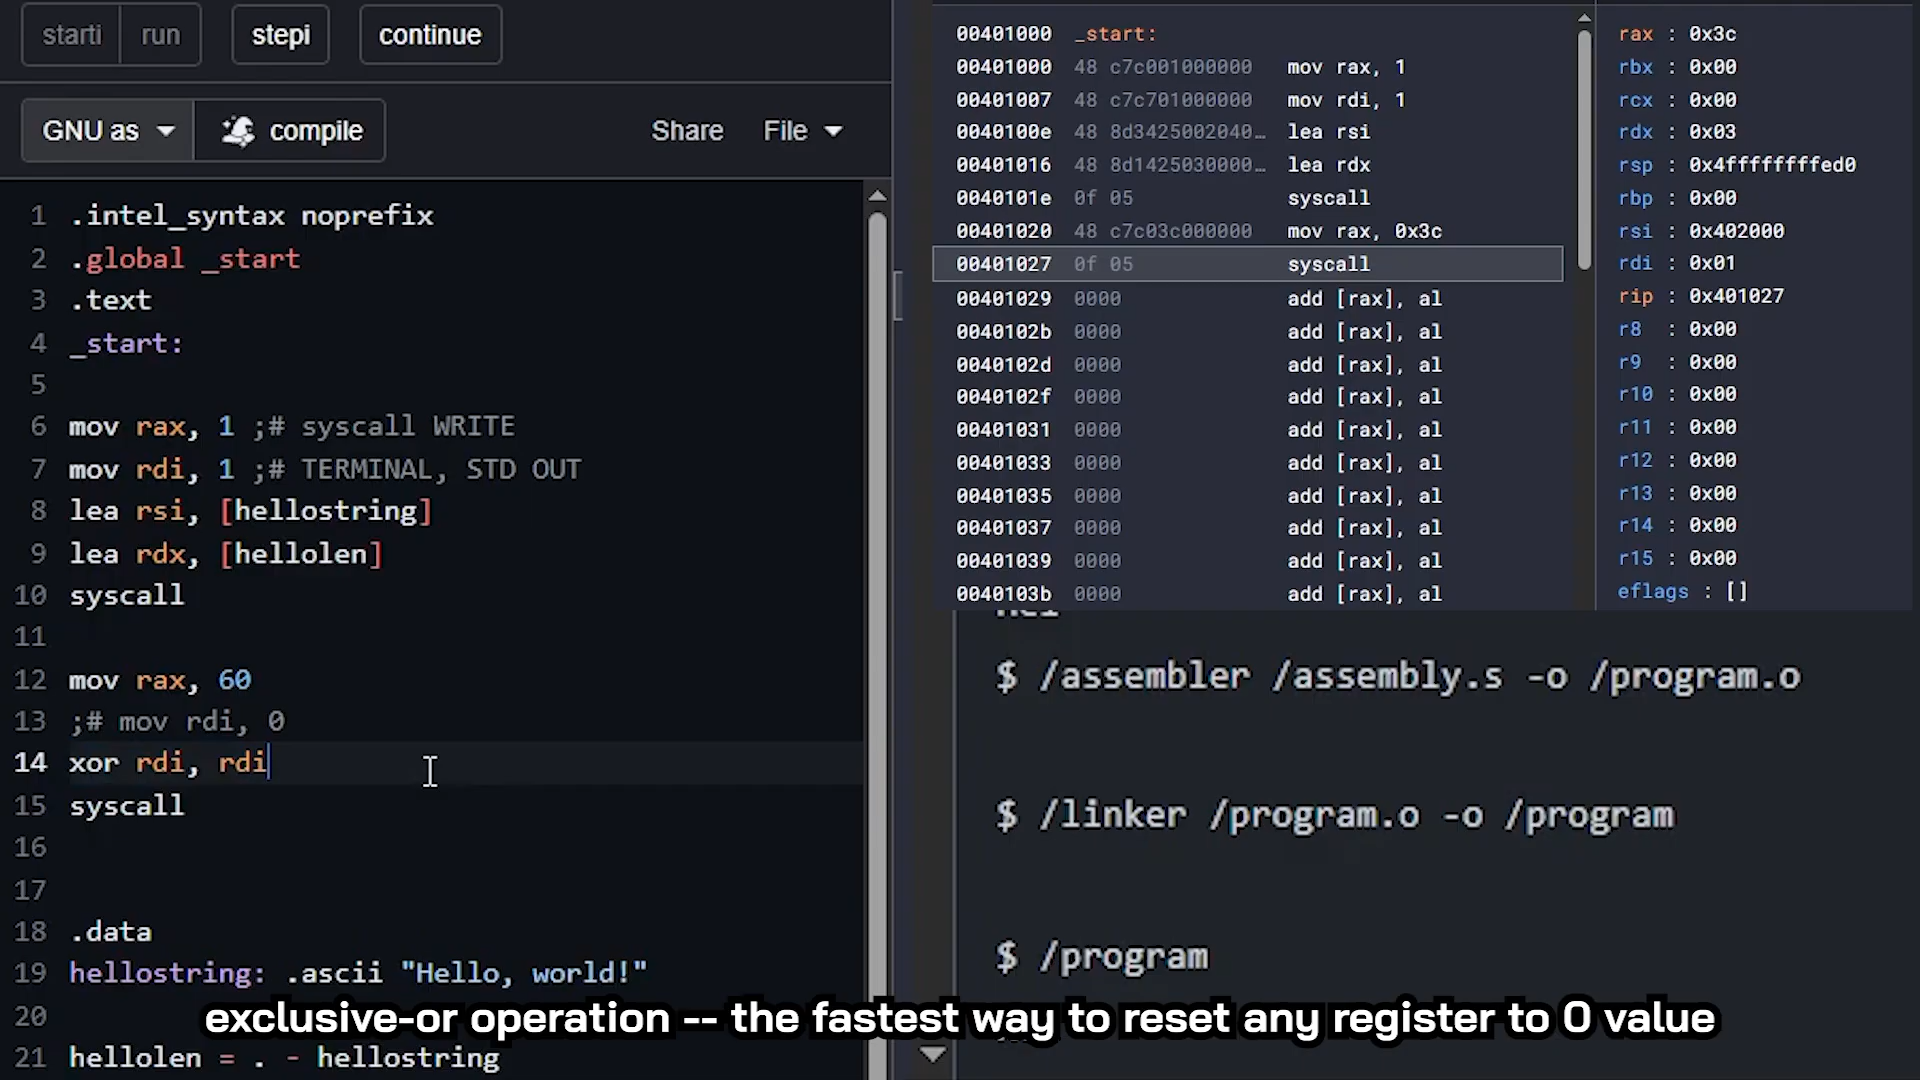 starti run stepi continue
GNU as compile Share File
1 .intel_syntax noprefix
2 .global _start
3 .text
4 _start:
5
6 mov rax, 1 ;# syscall WRITE
7 mov rdi, 1 ;# TERMINAL, STD OUT
8 lea rsi, [hellostring]
9 lea rdx, [hellolen]
10 syscall
11
12 mov rax, 60
13 ;# mov rdi, 0
14 xor rdi, rdi
15 syscall
16
17
18 .data
19 hellostring: .ascii "Hello, world!"
20
21 hellolen = . - hellostring
00401000 _start:
00401000 48 c7c001000000 mov rax, 1
00401007 48 c7c701000000 mov rdi, 1
0040100e 48 8d3425002040… lea rsi
00401016 48 8d1425030000… lea rdx
0040101e 0f 05 syscall
00401020 48 c7c03c000000 mov rax, 0x3c
00401027 0f 05 syscall
00401029 0000 add [rax], al
0040102b 0000 add [rax], al
0040102d 0000 add [rax], al
0040102f 0000 add [rax], al
00401031 0000 add [rax], al
00401033 0000 add [rax], al
00401035 0000 add [rax], al
00401037 0000 add [rax], al
00401039 0000 add [rax], al
0040103b 0000 add [rax], al
rax : 0x3c
rbx : 0x00
rcx : 0x00
rdx : 0x03
rsp : 0x4ffffffffed0
rbp : 0x00
rsi : 0x402000
rdi : 0x01
rip : 0x401027
r8 : 0x00
r9 : 0x00
r10 : 0x00
r11 : 0x00
r12 : 0x00
r13 : 0x00
r14 : 0x00
r15 : 0x00
eflags : []
$ /assembler /assembly.s -o /program.o
$ /linker /program.o -o /program
$ /program
exclusive-or operation -- the fastest way to reset any register to 0 value